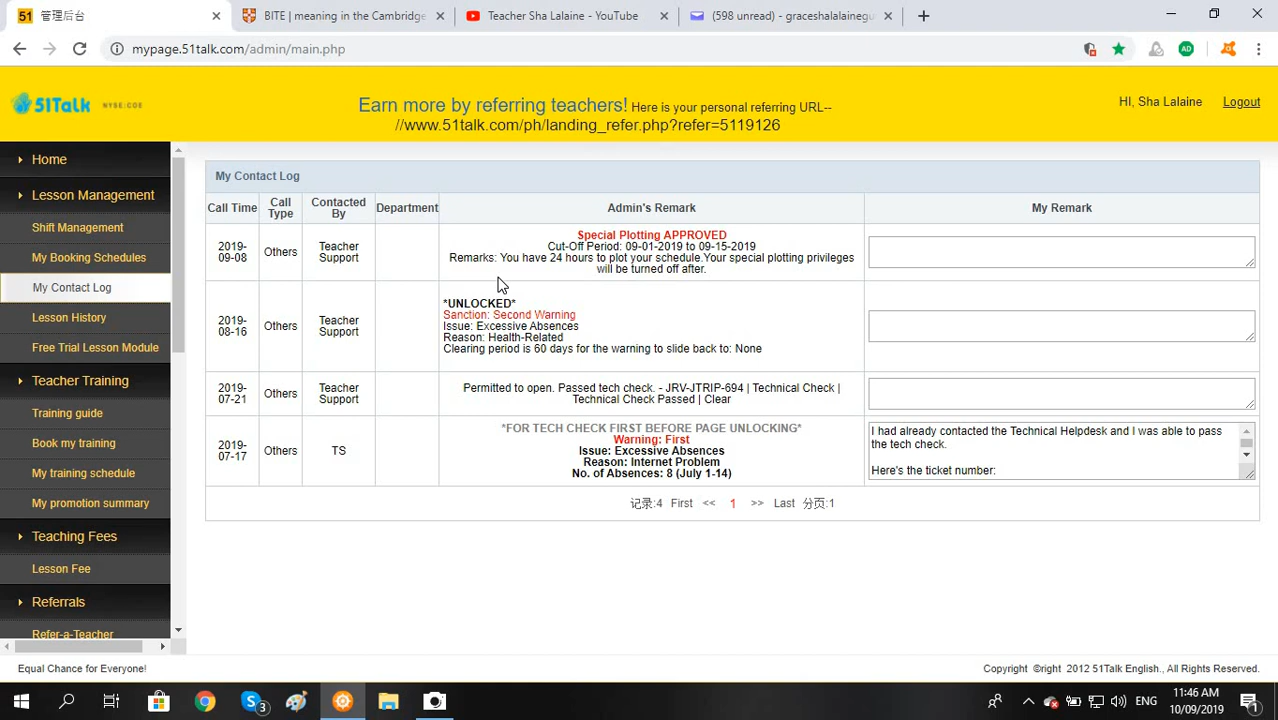 51 管理后台
BITE | meaning in the Cambridge
Teacher Sha Lalaine - YouTube
(598 unread) - graceshalalainegu
mypage.51talk.com/admin/main.php
51Talk NYSE:COE
Earn more by referring teachers! Here is your personal referring URL--
//www.51talk.com/ph/landing_refer.php?refer=5119126
HI, Sha Lalaine Logout
Home
Lesson Management
Shift Management
My Booking Schedules
My Contact Log
Lesson History
Free Trial Lesson Module
Teacher Training
Training guide
Book my training
My training schedule
My promotion summary
Teaching Fees
Lesson Fee
Referrals
Refer-a-Teacher
My Contact Log
Call Time Call Type Contacted By Department Admin's Remark My Remark
2019-09-08 Others Teacher Support
Special Plotting APPROVED
Cut-Off Period: 09-01-2019 to 09-15-2019
Remarks: You have 24 hours to plot your schedule.Your special plotting privileges
will be turned off after.
2019-08-16 Others Teacher Support
*UNLOCKED*
Sanction: Second Warning
Issue: Excessive Absences
Reason: Health-Related
Clearing period is 60 days for the warning to slide back to: None
2019-07-21 Others Teacher Support
Permitted to open. Passed tech check. - JRV-JTRIP-694 | Technical Check |
Technical Check Passed | Clear
2019-07-17 Others TS
*FOR TECH CHECK FIRST BEFORE PAGE UNLOCKING*
Warning: First
Issue: Excessive Absences
Reason: Internet Problem
No. of Absences: 8 (July 1-14)
I had already contacted the Technical Helpdesk and I was able to pass
the tech check.
Here's the ticket number:
记录:4 First << 1 >> Last 分页:1
Equal Chance for Everyone!
Copyright ©right 2012 51Talk English., All Rights Reserved.
3
ENG
11:46 AM
10/09/2019
1